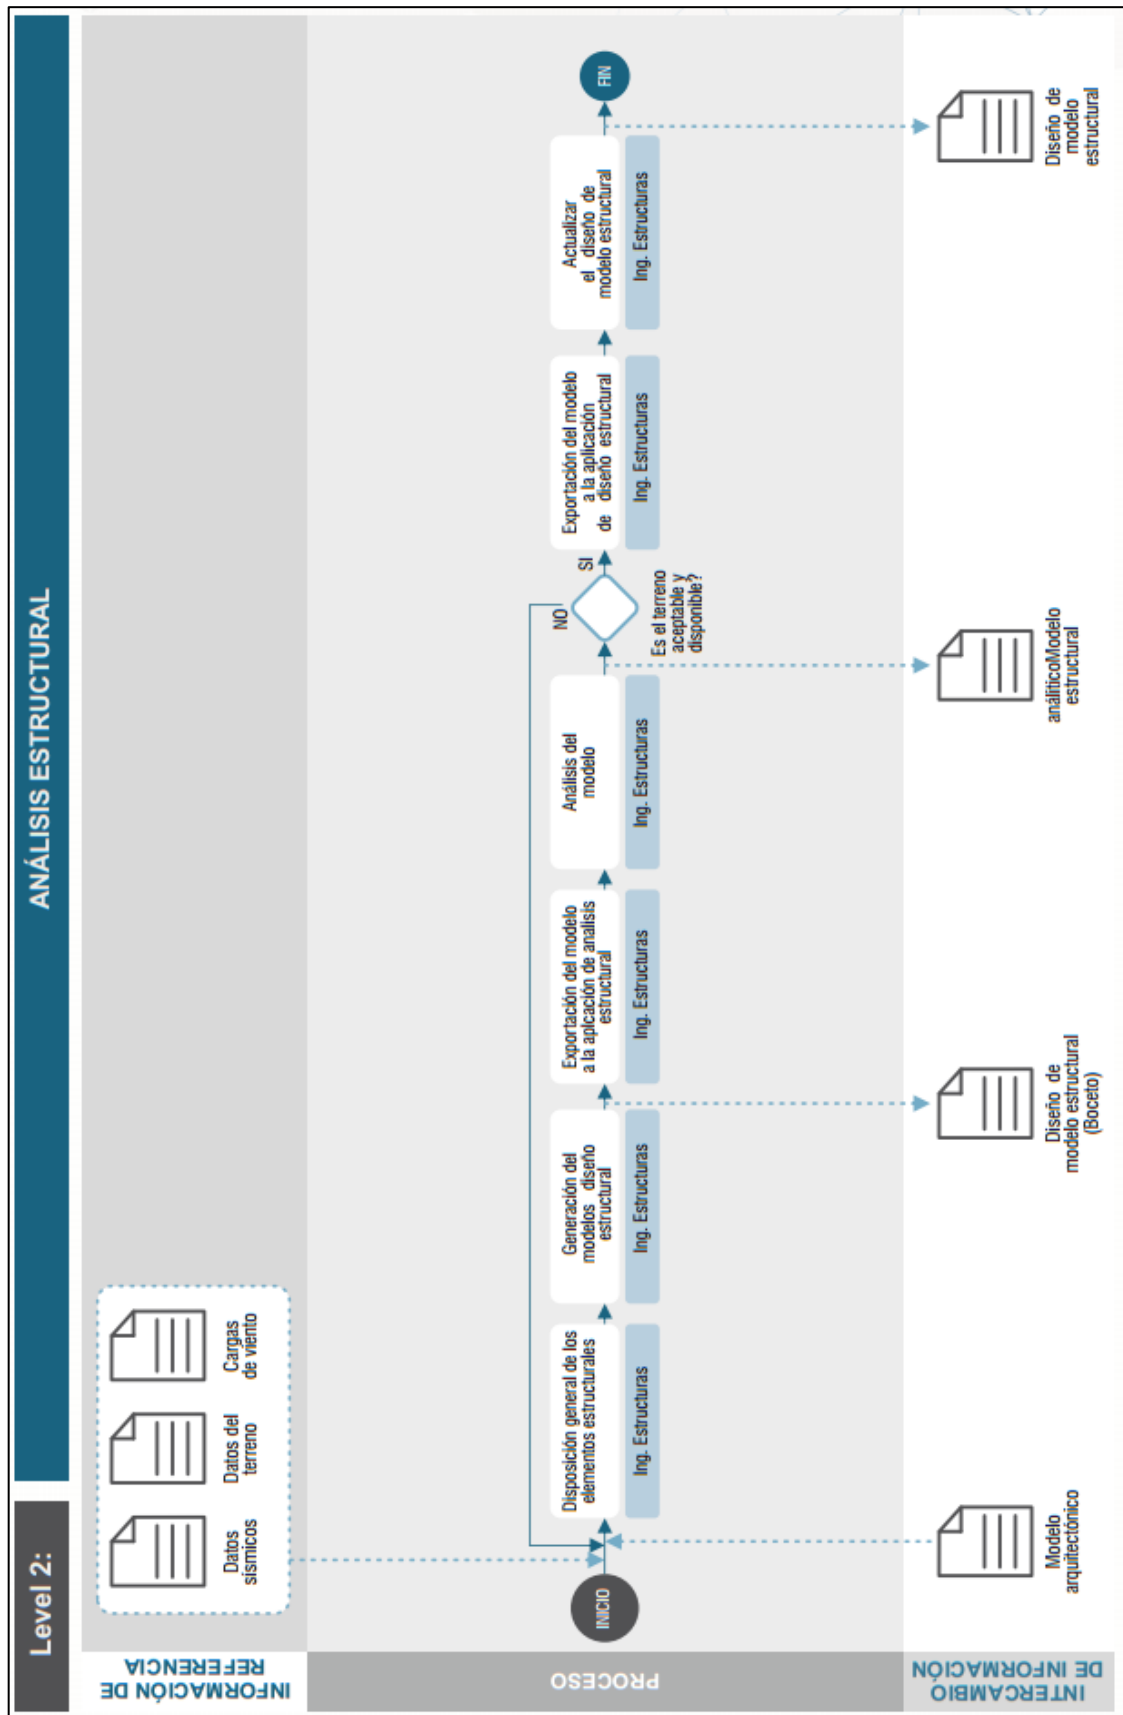 Level 2:
ANÁLISIS ESTRUCTURAL
INFORMACIÓN DE
REFERENCIA
Datos
sísmicos
Datos del
terreno
Cargas
de viento
PROCESO
INICIO
Disposición general de los
elementos estructurales
Ing. Estructuras
Generación del
modelos diseño
estructural
Ing. Estructuras
Exportación del modelo
a la aplcación de analisis
estructural
Ing. Estructuras
Análisis del
modelo
Ing. Estructuras
NO
SI
Es el terreno
aceptable y
disponible?
Exportación del modelo
a la aplicación
de diseño estructural
Ing. Estructuras
Actualizar
el diseño de
modelo estructural
Ing. Estructuras
FIN
INTERCAMBIO
DE INFORMACIÓN
Modelo
arquitectónico
Diseño de
modelo estructural
(Boceto)
análíticoModelo
estructural
Diseño de
modelo
estructural